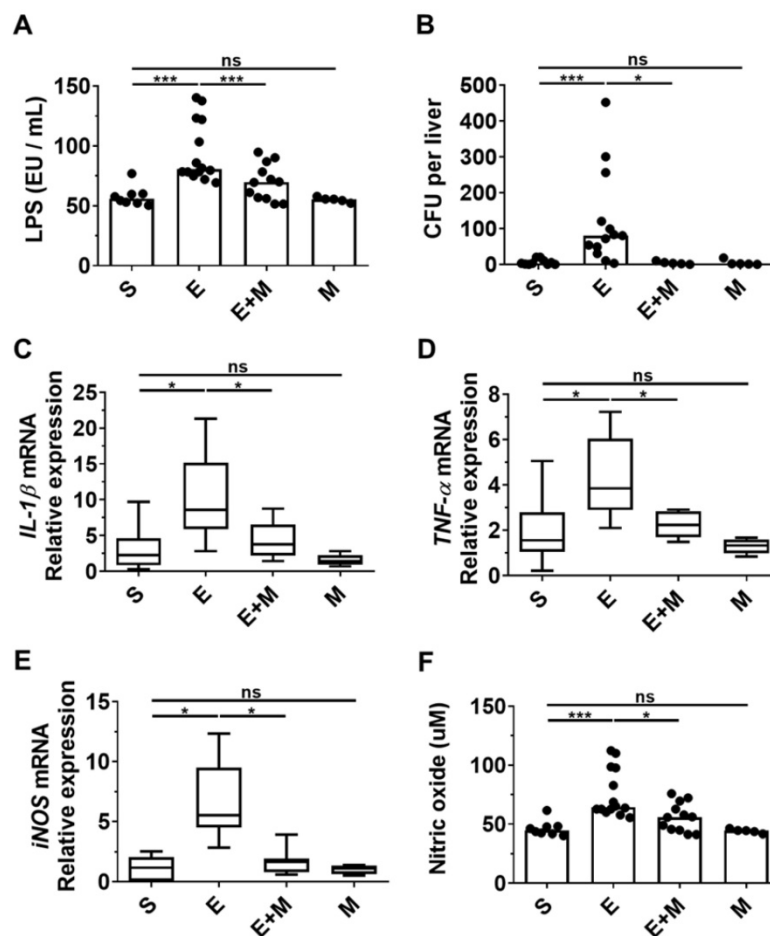 A
ns
***
***
LPS (EU / mL)
150
100
50
0
S
E
E+M
M
B
ns
***
*
CFU per liver
500
400
300
200
100
0
S
E
E+M
M
C
ns
*
*
IL-1β mRNA
Relative expression
25
20
15
10
5
0
S
E
E+M
M
D
ns
*
*
TNF-α mRNA
Relative expression
8
6
4
2
0
S
E
E+M
M
E
ns
*
*
iNOS mRNA
Relative expression
15
10
5
0
S
E
E+M
M
F
ns
***
*
Nitric oxide (uM)
150
100
50
0
S
E
E+M
M